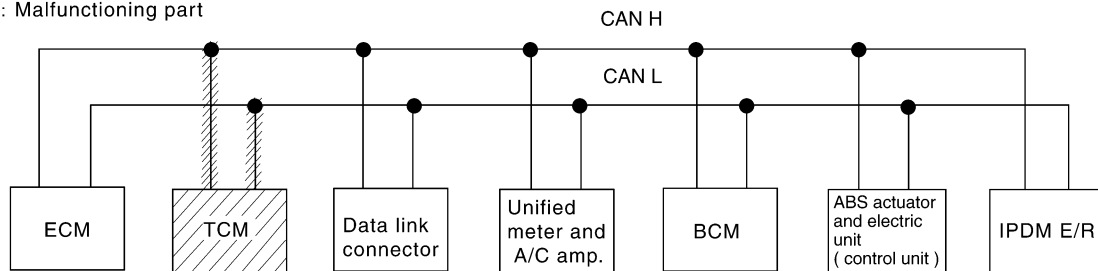 : Malfunctioning part
CAN H
CAN L
ECM
TCM
Data link
connector
Unified
meter and
A/C amp.
BCM
ABS actuator
and electric
unit
( control unit )
IPDM E/R